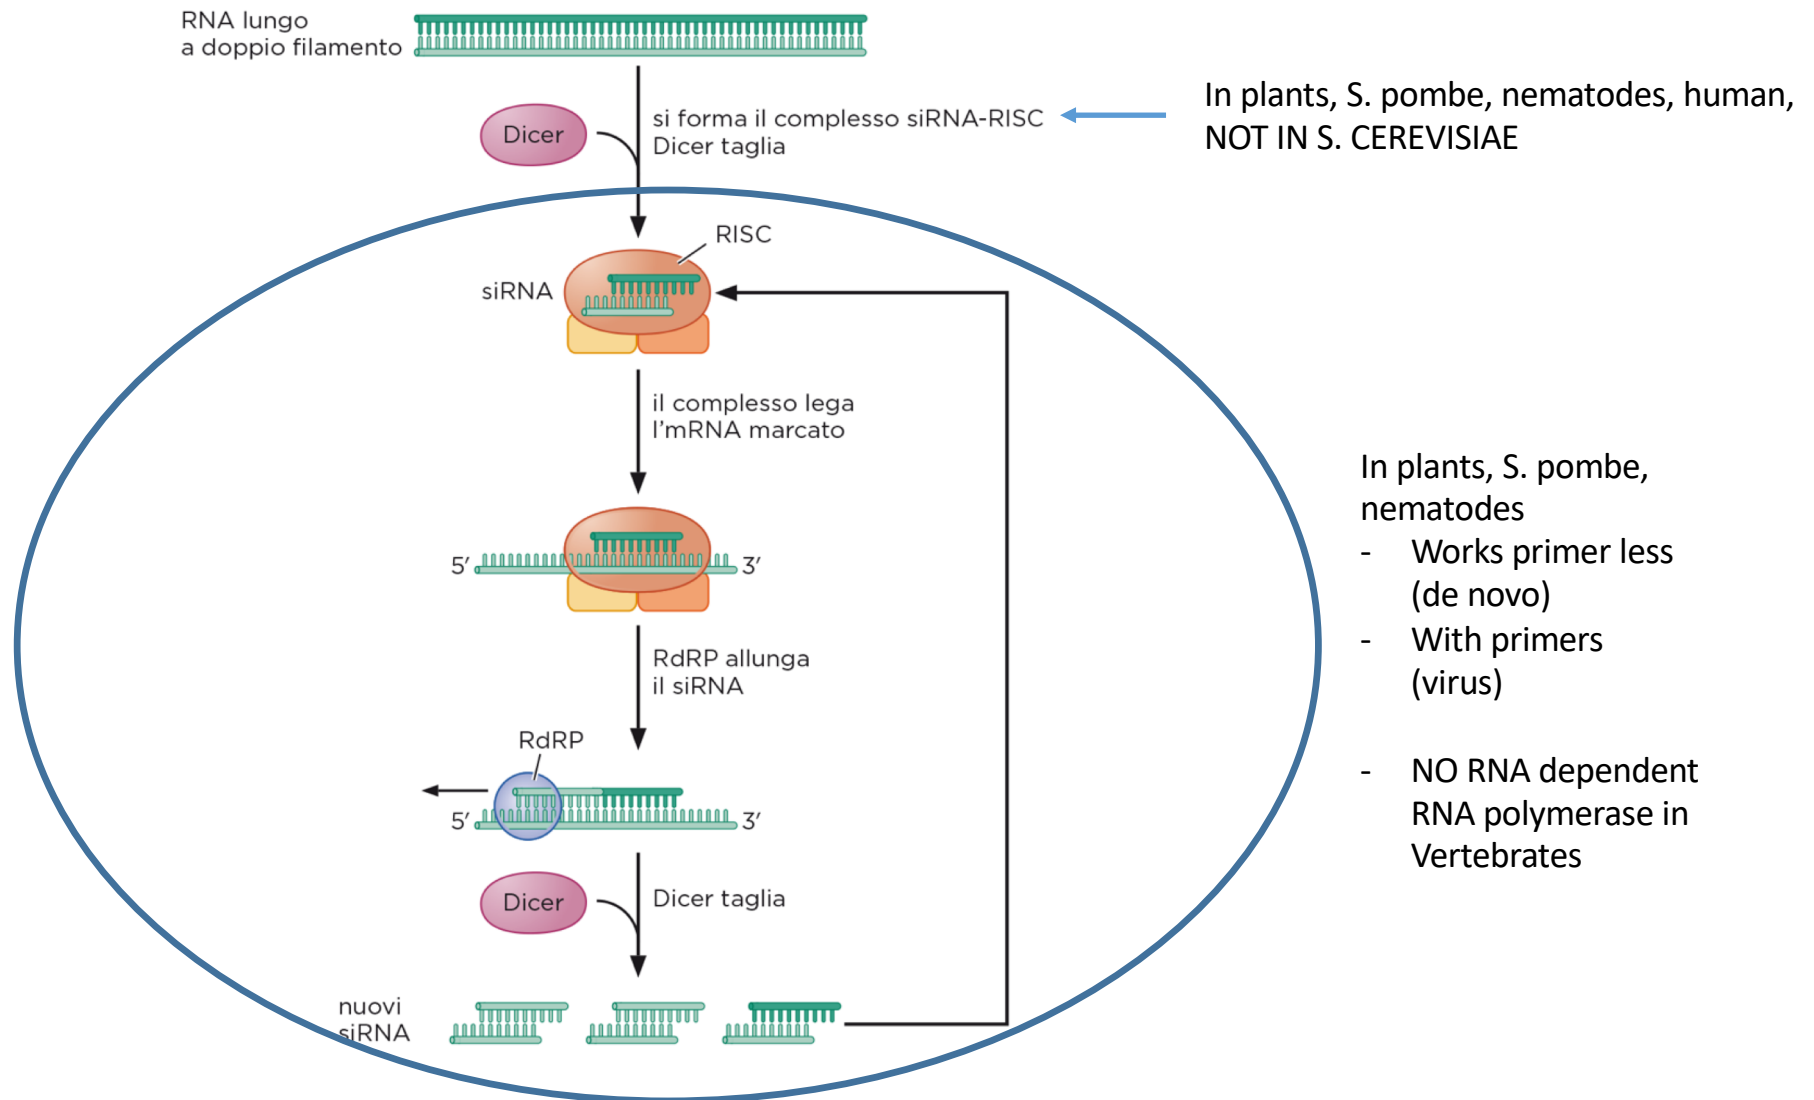 RNA lungo
a doppio filamento
Dicer
si forma il complesso siRNA-RISC
Dicer taglia
In plants, S. pombe, nematodes, human,
NOT IN S. CEREVISIAE
RISC
siRNA
il complesso lega
l'mRNA marcato
5′
3′
RdRP allunga
il siRNA
RdRP
5′
3′
Dicer
Dicer taglia
nuovi
siRNA
In plants, S. pombe,
nematodes
- Works primer less
(de novo)
- With primers
(virus)
- NO RNA dependent
RNA polymerase in
Vertebrates